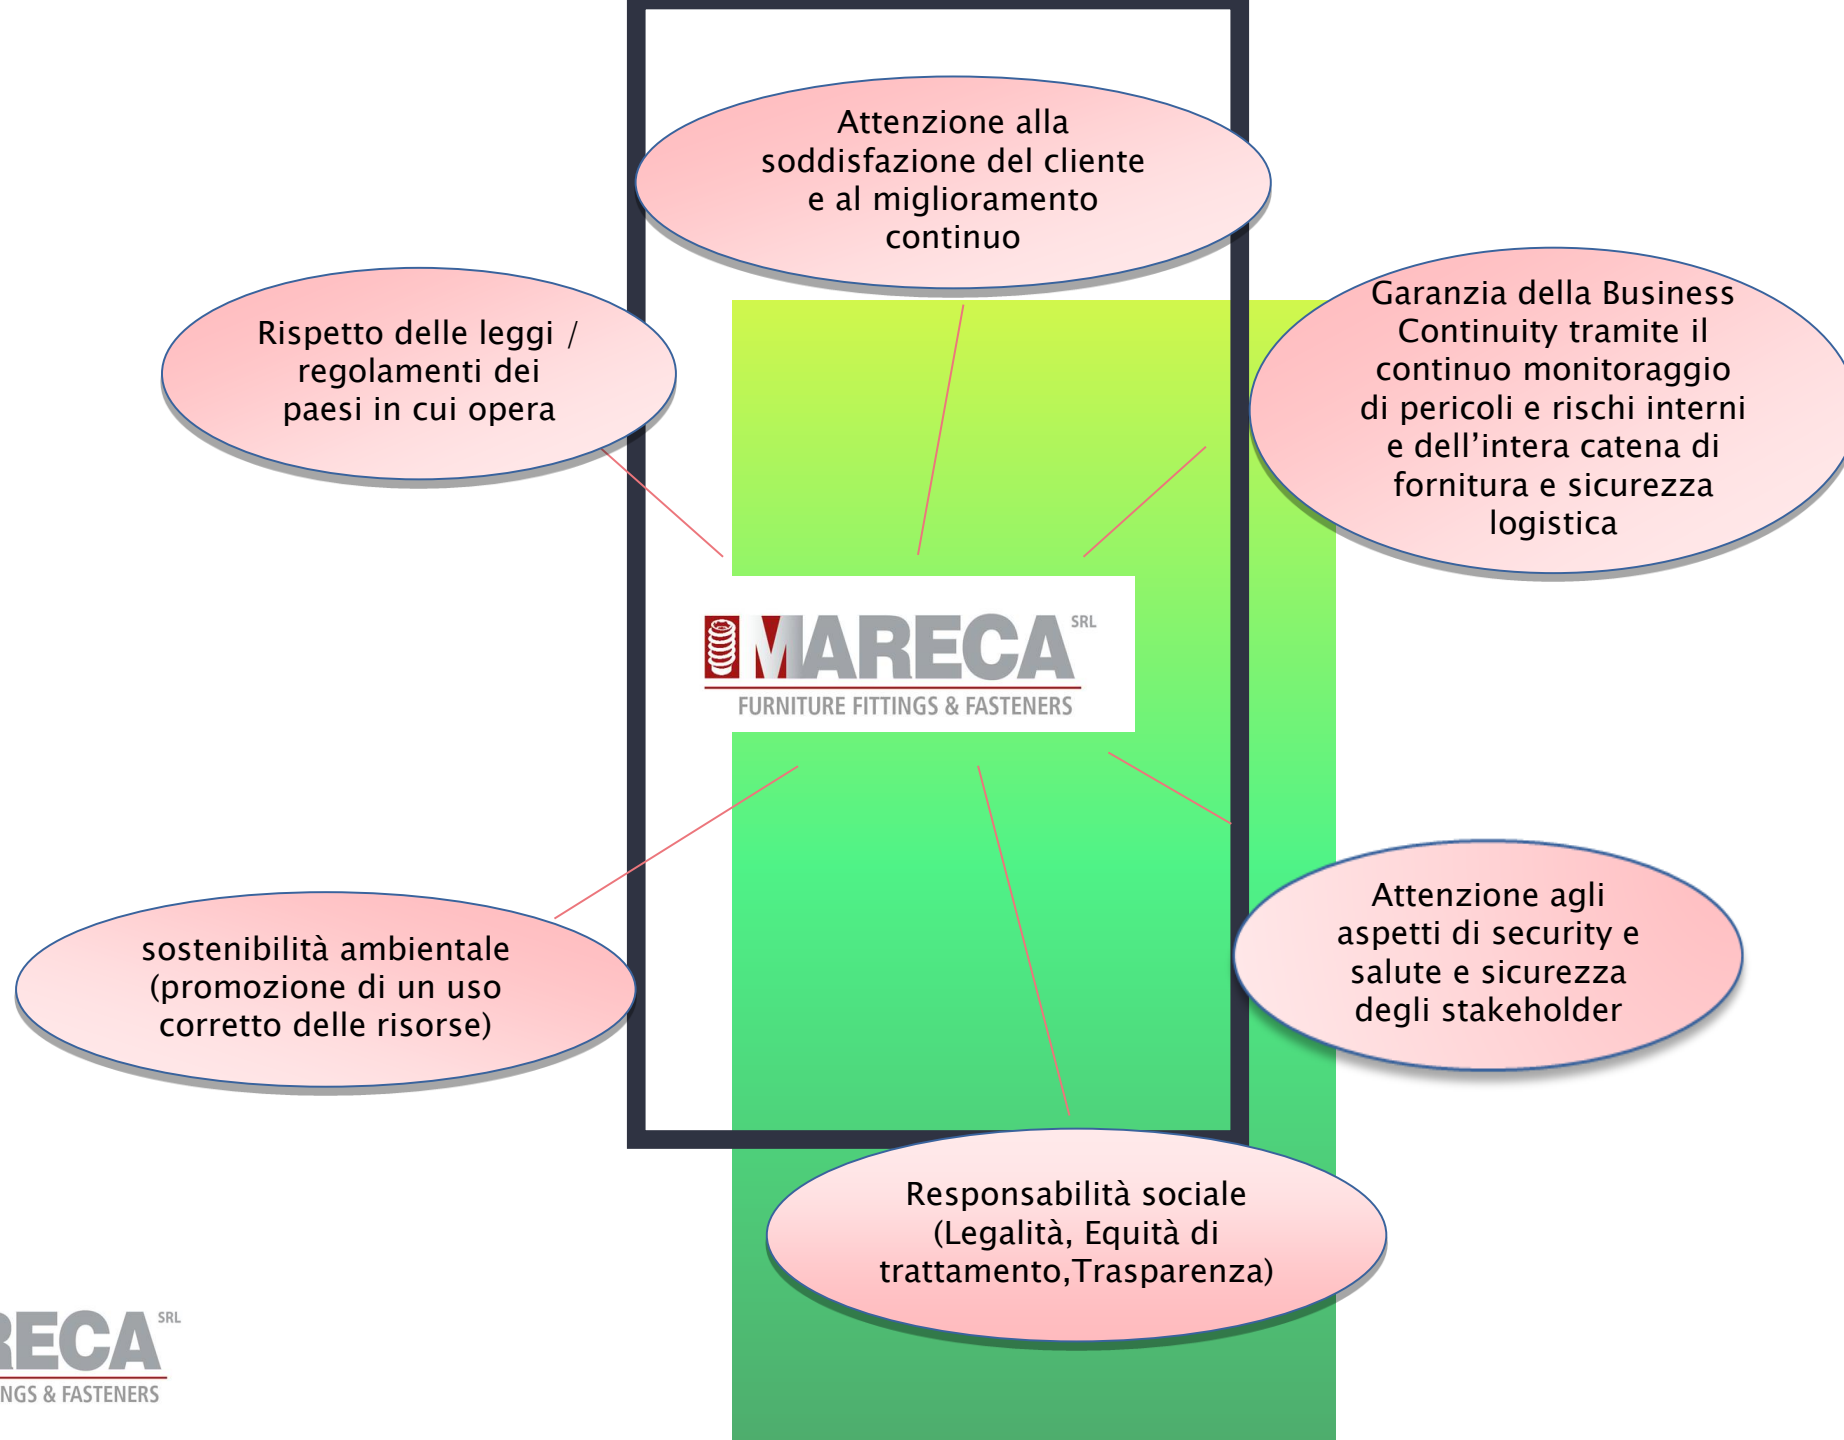 Attenzione alla
soddisfazione del cliente
e al miglioramento
continuo
Rispetto delle leggi /
regolamenti dei
paesi in cui opera
Garanzia della Business
Continuity tramite il
continuo monitoraggio
di pericoli e rischi interni
e dell’intera catena di
fornitura e sicurezza
logistica
MARECA SRL
FURNITURE FITTINGS & FASTENERS
sostenibilità ambientale
(promozione di un uso
corretto delle risorse)
Attenzione agli
aspetti di security e
salute e sicurezza
degli stakeholder
Responsabilità sociale
(Legalità, Equità di
trattamento,Trasparenza)
RECA SRL
NGS & FASTENERS